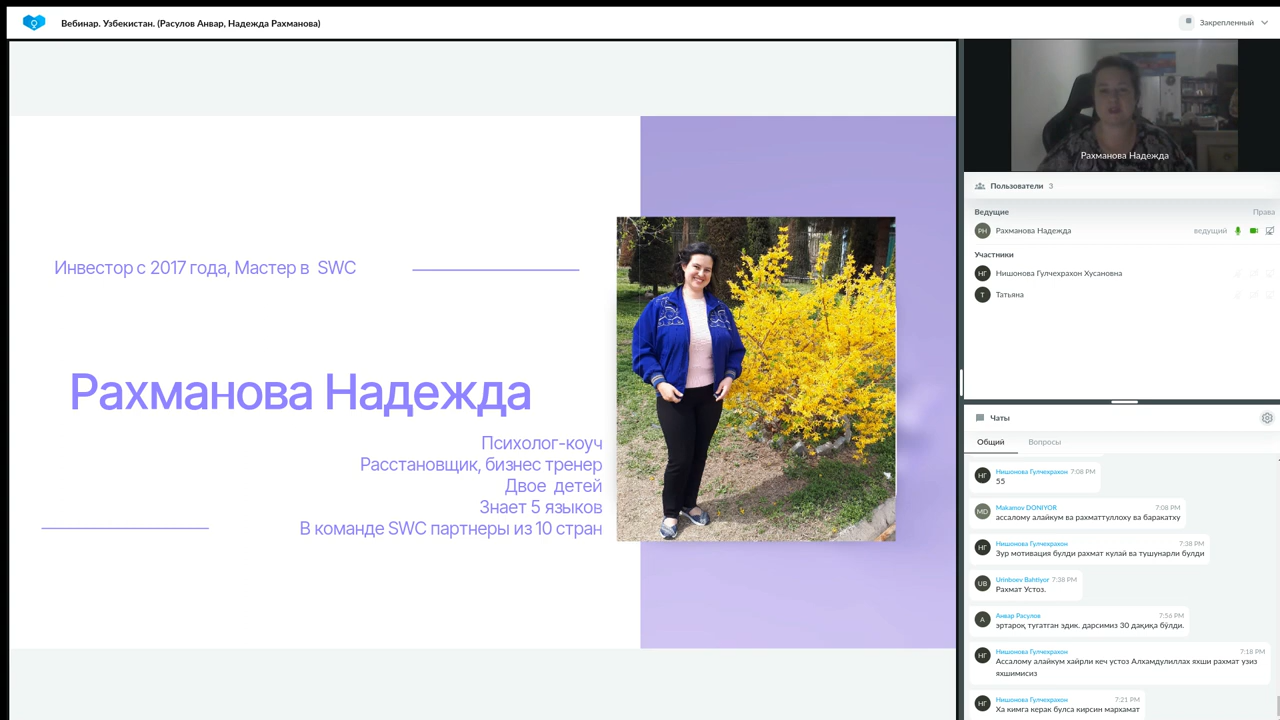 Вебинар. Узбекистан. (Расулов Анвар, Надежда Рахманова)
Закрепленный
Инвестор с 2017 года, Мастер в SWC
Рахманова Надежда
Психолог-коуч
Расстановщик, бизнес тренер
Двое детей
Знает 5 языков
В команде SWC партнеры из 10 стран
Рахманова Надежда
Пользователи 3
Ведущие Права
РН Рахманова Надежда ведущий
Участники
НГ Нишонова Гулчехрахон Хусановна
Т Татьяна
Чаты
Общий Вопросы
НГ Нишонова Гулчехрахон 7:08 PM
55
MD Makamov DONIYOR 7:08 PM
ассалому алайкум ва рахматтуллоху ва баракатху
НГ Нишонова Гулчехрахон 7:38 PM
Зур мотивация булди рахмат кулай ва тушунарли булди
UB Urinboev Bahtiyor 7:38 PM
Рахмат Устоз.
А Анвар Расулов 7:56 PM
эртароқ тугатган эдик. дарсимиз 30 дақиқа бўлди.
НГ Нишонова Гулчехрахон 7:18 PM
Ассалому алайкум хайрли кеч устоз Алхамдулиллах яхши рахмат узиз
яхшимисиз
НГ Нишонова Гулчехрахон 7:21 PM
Ха кимга керак булса кирсин мархамат